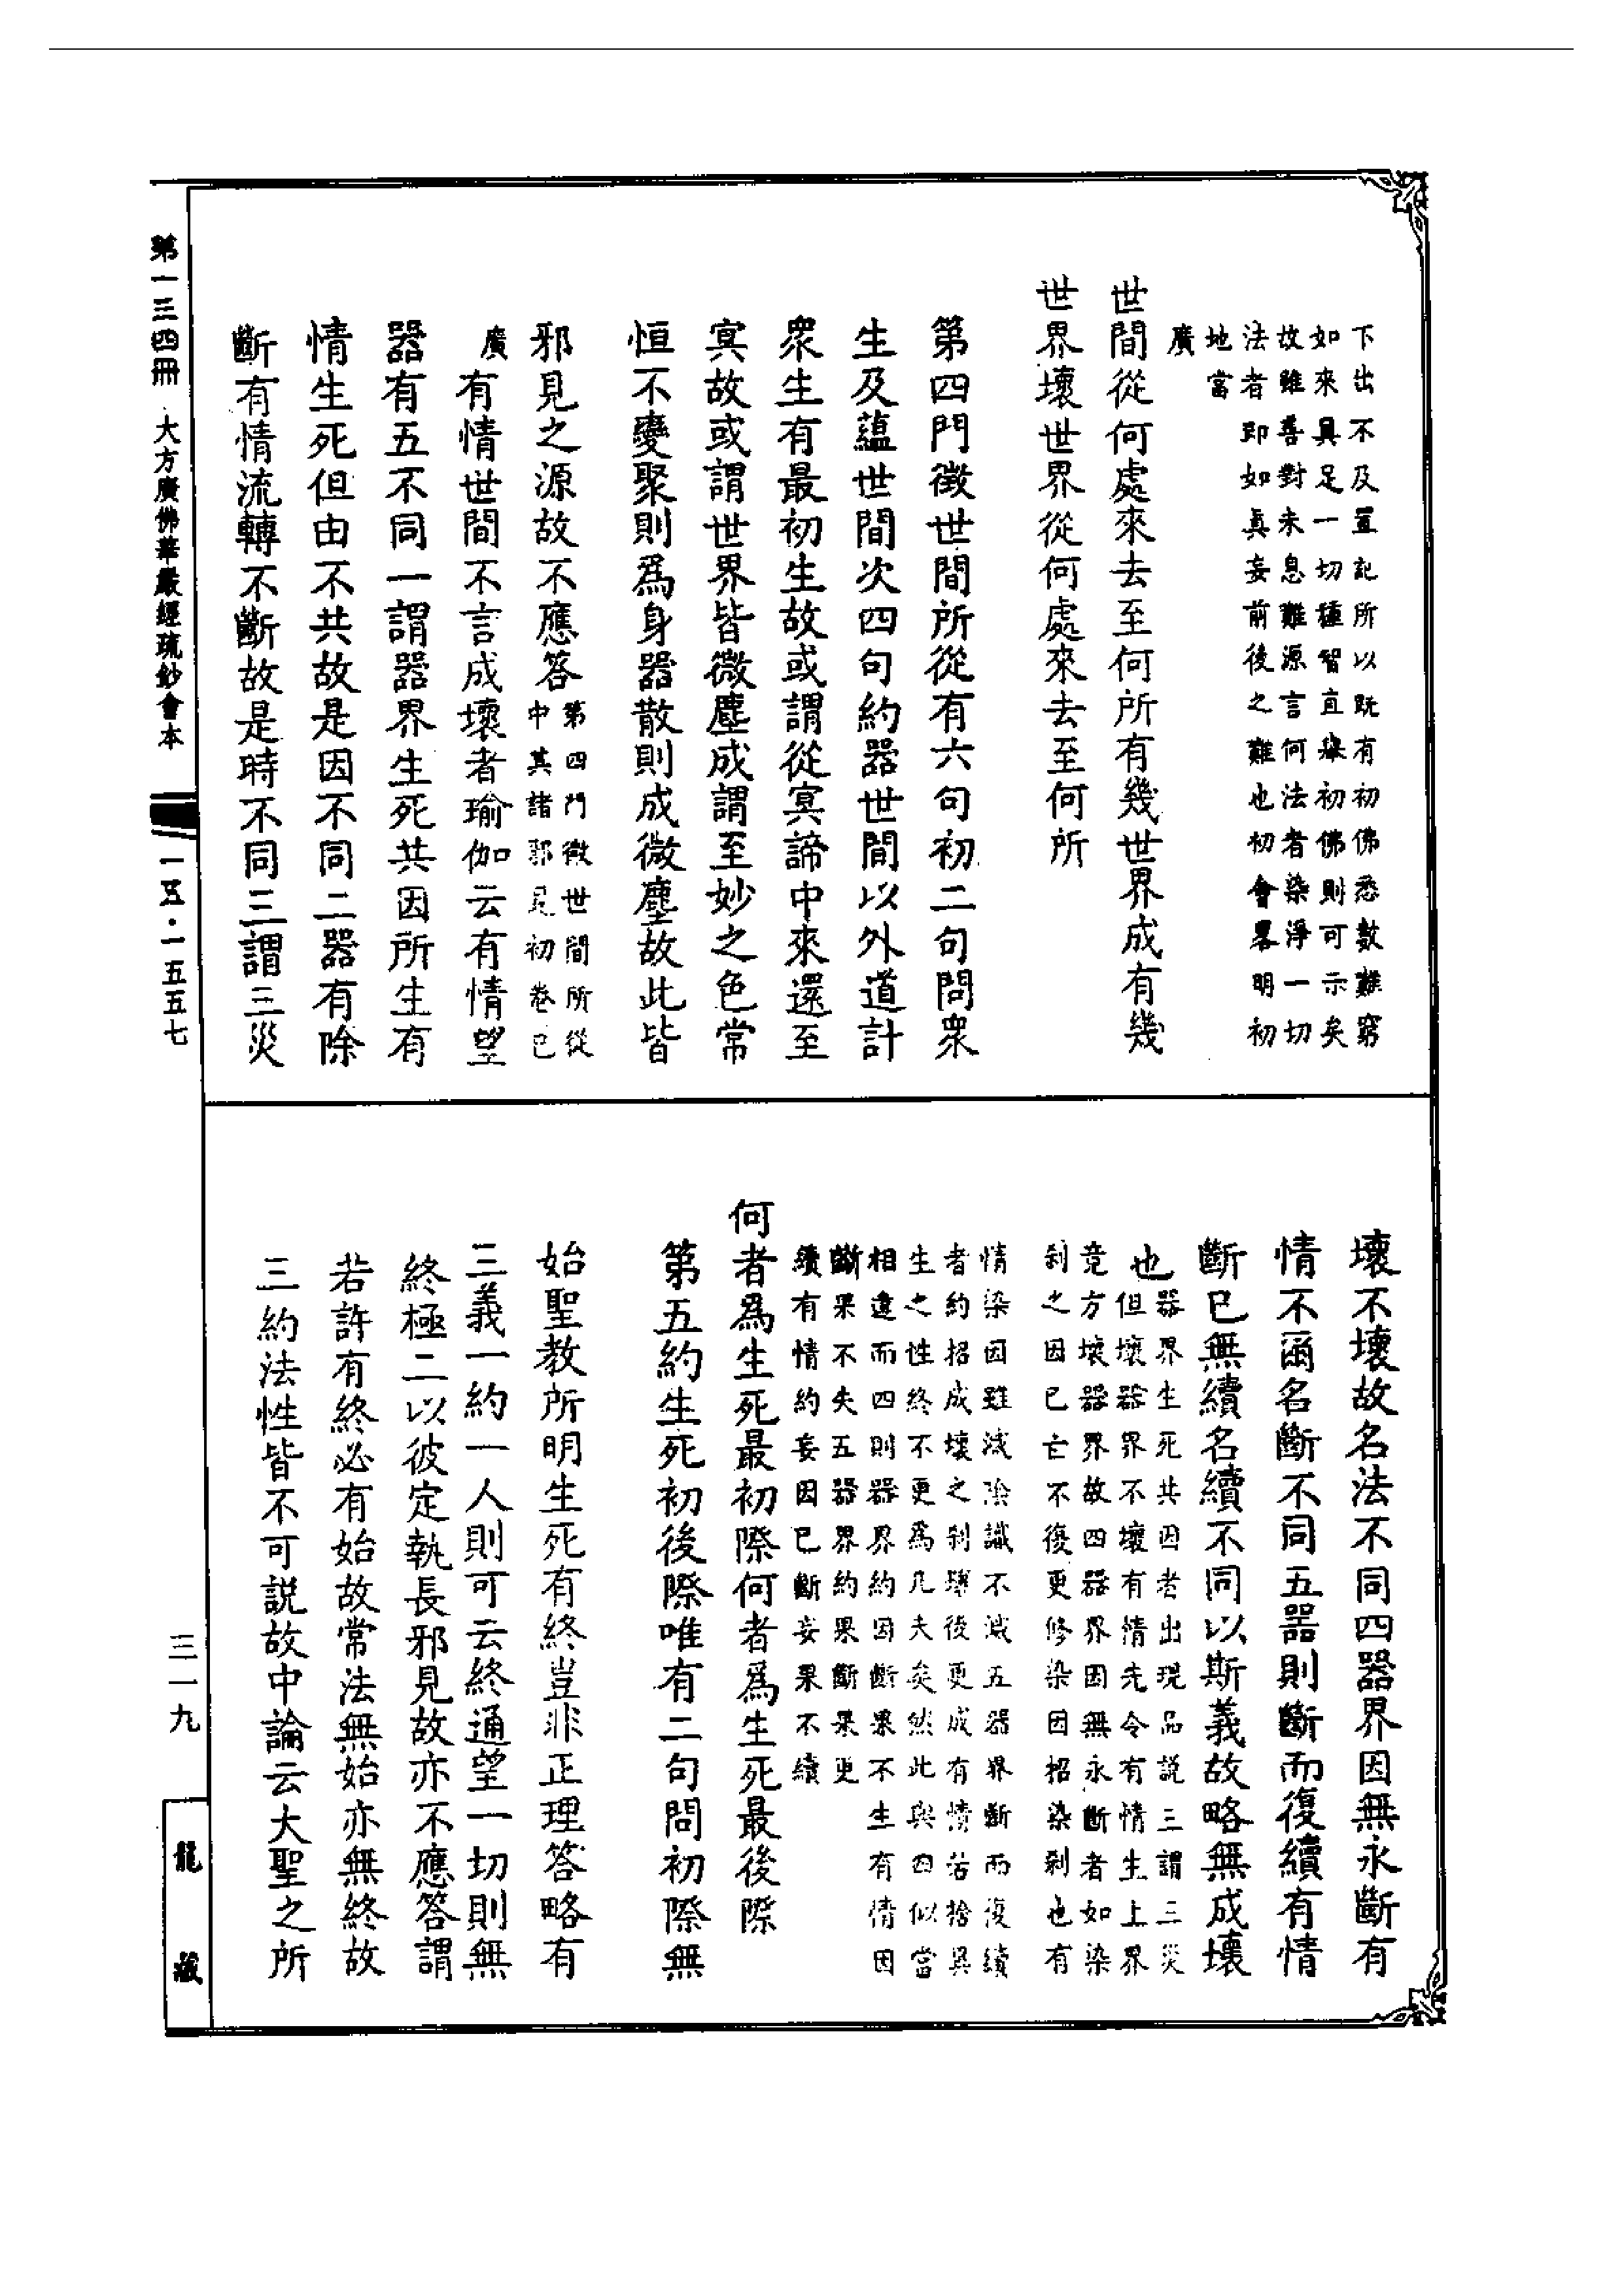 下出不及置記所以既有初佛悉數難窮
如來具足一切種智直舉初佛則可示矣
故雖善對未息難源言何法者染淨一切
法者即如真妄前後之難也初會畧明初
地當
廣
世間從何處來去至何所有幾世界成有幾
世界壞世界從何處來去至何所
第四門徵世間所從有六句初二句問衆
生及蘊世間次四句約器世間以外道計
衆生有最初生故或謂從冥諦中來還至
冥故或謂世界皆微塵成謂至妙之色常
恒不變聚則爲身器散則成微塵故此皆
邪見之源故不應答
第四門徵世間所從
中其諸邪見初卷已
廣
有情世間不言成壞者瑜伽云有情望
器有五不同一謂器界生死共因所生有
情生死但由不共故是因不同二器有除
斷有情流轉不斷故是時不同三謂三災
壞不壞故名法不同四器界因無永斷有
情不爾名斷不同五器則斷而復續有情
斷已無續名續不同以斯義故略無成壞
也
器界生死共因者出現品説三謂三災
但壞器界不壞有情先令有情生上界
竟方壞器界故四器界因無永斷者如染
刹之因已亡不復更修染因招染刹也有
情染因雖滅除識不滅五器界斷而復續
者約招成壞之刹壞後更成有情若捨異
生之性終不更爲凡夫矣然此與四似當
相違而四則器界約因斷果不生有情因
斷果不失五器界約果斷果更
續有情約妄因已斷妄果不續
何者爲生死最初際何者爲生死最後際
第五約生死初後際唯有二句問初際無
始聖教所明生死有終豈非正理答略有
三義一約一人則可云終通望一切則無
終極二以彼定執長邪見故亦不應答謂
若許有終必有始故常法無始亦無終故
三約法性皆不可説故中論云大聖之所
第一三四冊 大方廣佛華嚴經疏鈔會本 一五·一五五七
三一九
龍藏